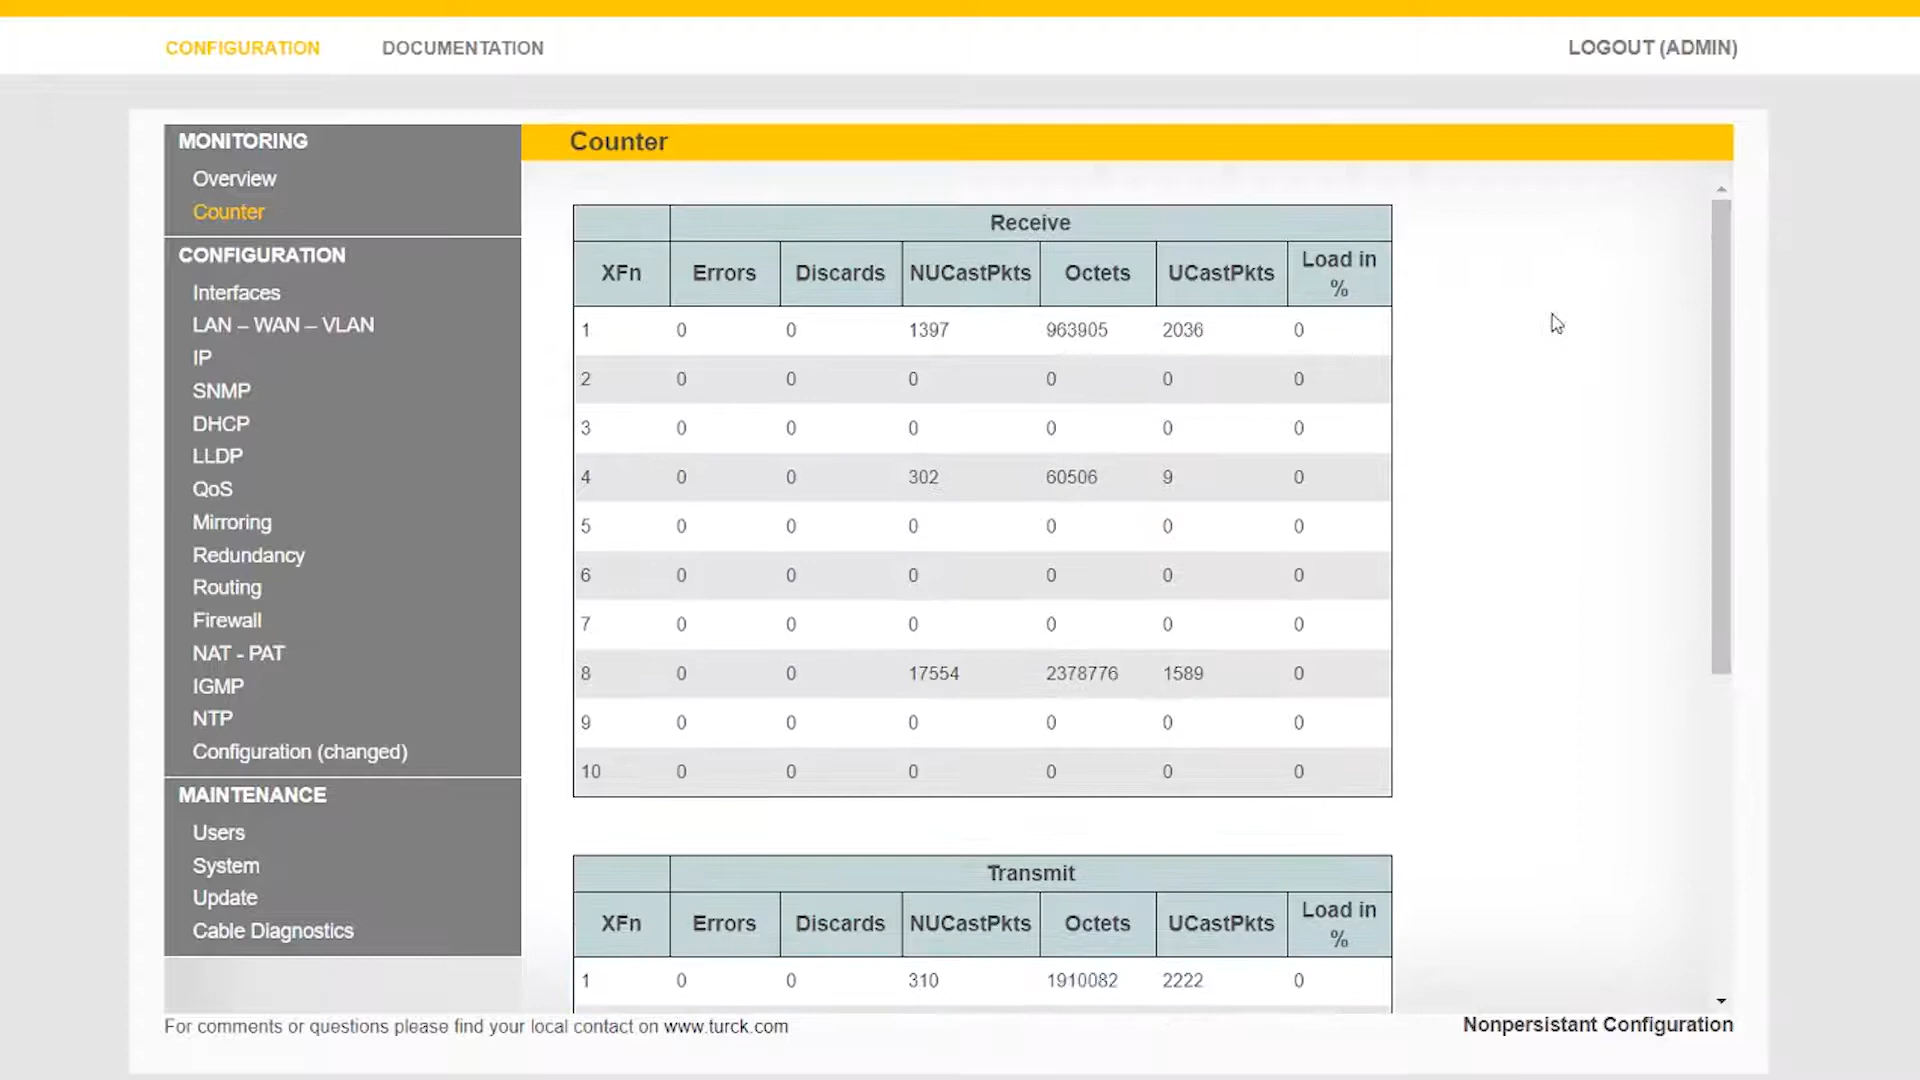 CONFIGURATION DOCUMENTATION LOGOUT (ADMIN)
MONITORING
Overview
Counter
CONFIGURATION
Interfaces
LAN – WAN – VLAN
IP
SNMP
DHCP
LLDP
QoS
Mirroring
Redundancy
Routing
Firewall
NAT - PAT
IGMP
NTP
Configuration (changed)
MAINTENANCE
Users
System
Update
Cable Diagnostics
Counter
Receive
XFn Errors Discards NUCastPkts Octets UCastPkts Load in
%
1 0 0 1397 963905 2036 0
2 0 0 0 0 0 0
3 0 0 0 0 0 0
4 0 0 302 60506 9 0
5 0 0 0 0 0 0
6 0 0 0 0 0 0
7 0 0 0 0 0 0
8 0 0 17554 2378776 1589 0
9 0 0 0 0 0 0
10 0 0 0 0 0 0
Transmit
XFn Errors Discards NUCastPkts Octets UCastPkts Load in
%
1 0 0 310 1910082 2222 0
For comments or questions please find your local contact on www.turck.com
Nonpersistant Configuration